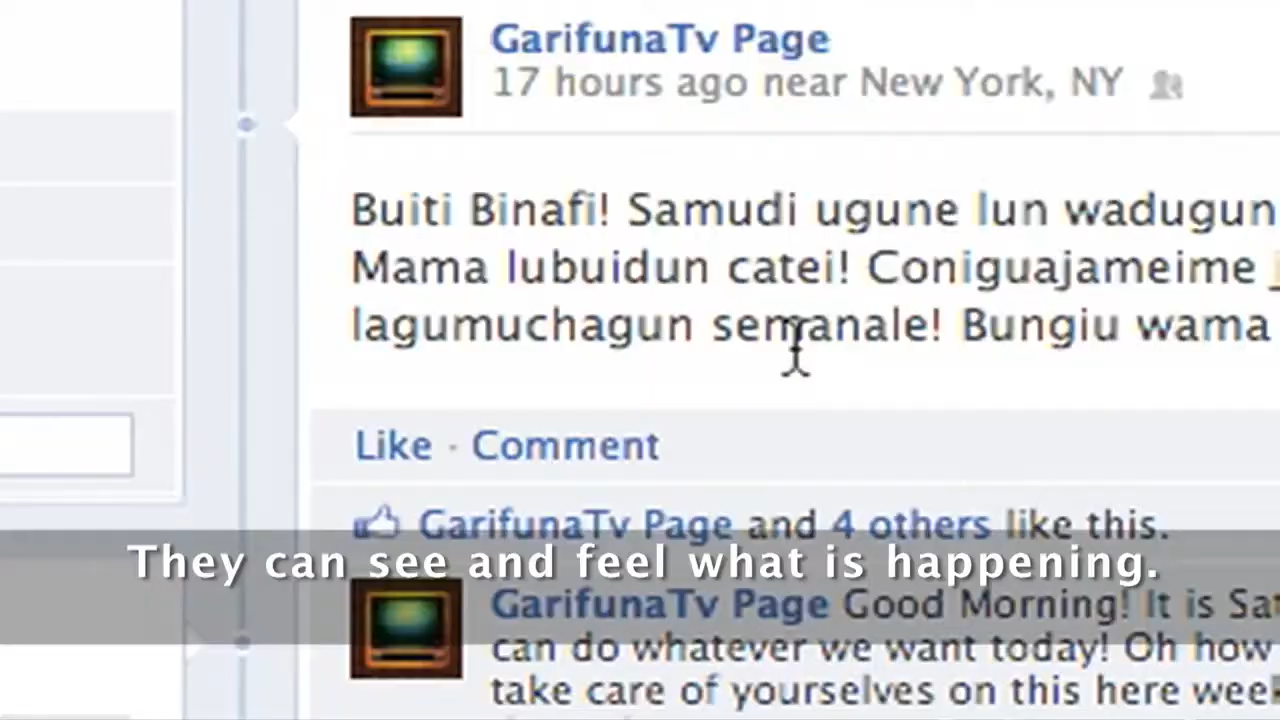 GarifunaTv Page
17 hours ago near New York, NY
Buiti Binafi! Samudi ugune lun wadugun
Mama lubuidun catei! Coniguajameime
lagumuchagun semanale! Bungiu wama
Like · Comment
GarifunaTv Page and 4 others like this.
They can see and feel what is happening.
GarifunaTv Page Good Morning! It is
can do whatever we want today! Oh how
take care of yourselves on this here